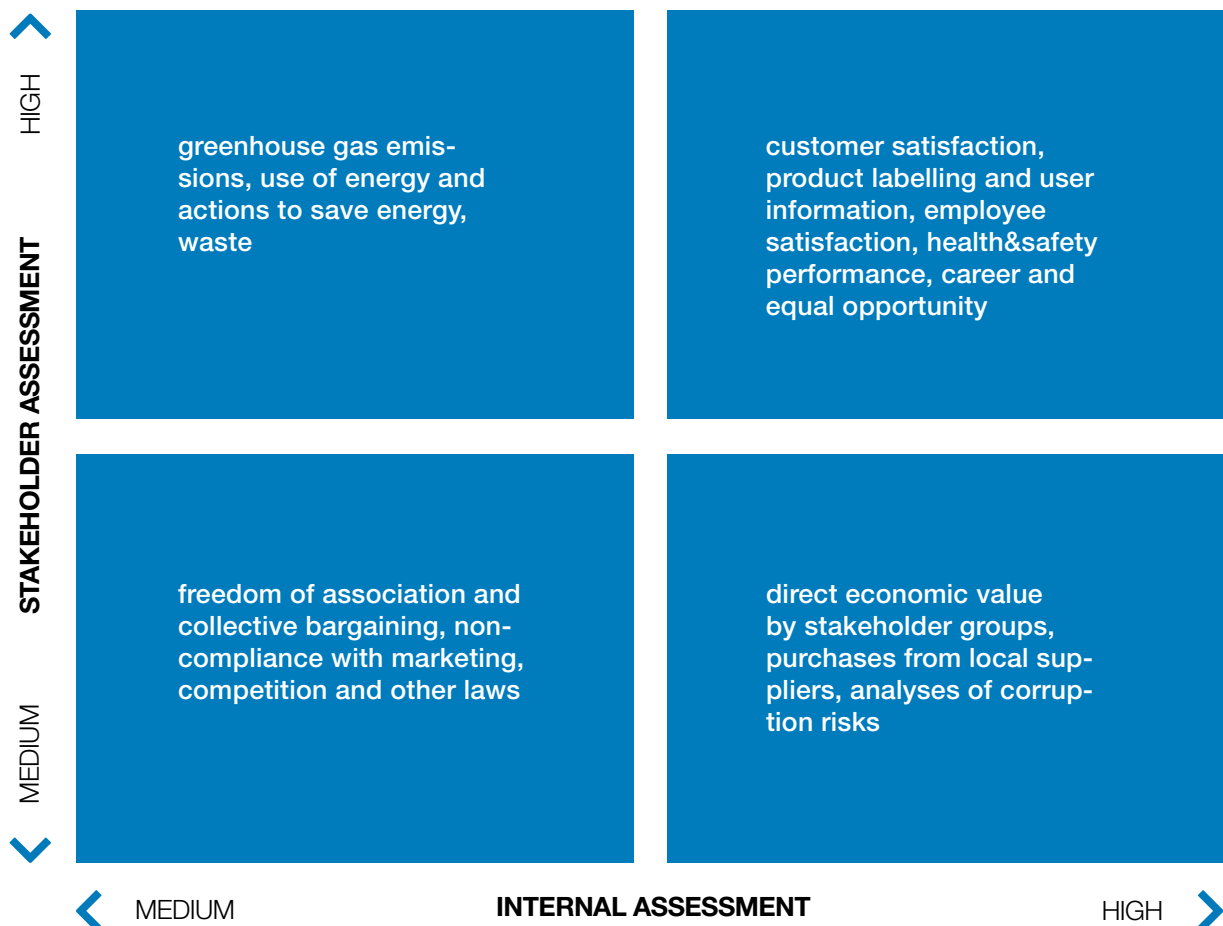 HIGH
STAKEHOLDER ASSESSMENT
MEDIUM
greenhouse gas emis-
sions, use of energy and
actions to save energy,
waste
customer satisfaction,
product labelling and user
information, employee
satisfaction, health&safety
performance, career and
equal opportunity
freedom of association and
collective bargaining, non-
compliance with marketing,
competition and other laws
direct economic value
by stakeholder groups,
purchases from local sup-
pliers, analyses of corrup-
tion risks
MEDIUM
INTERNAL ASSESSMENT
HIGH